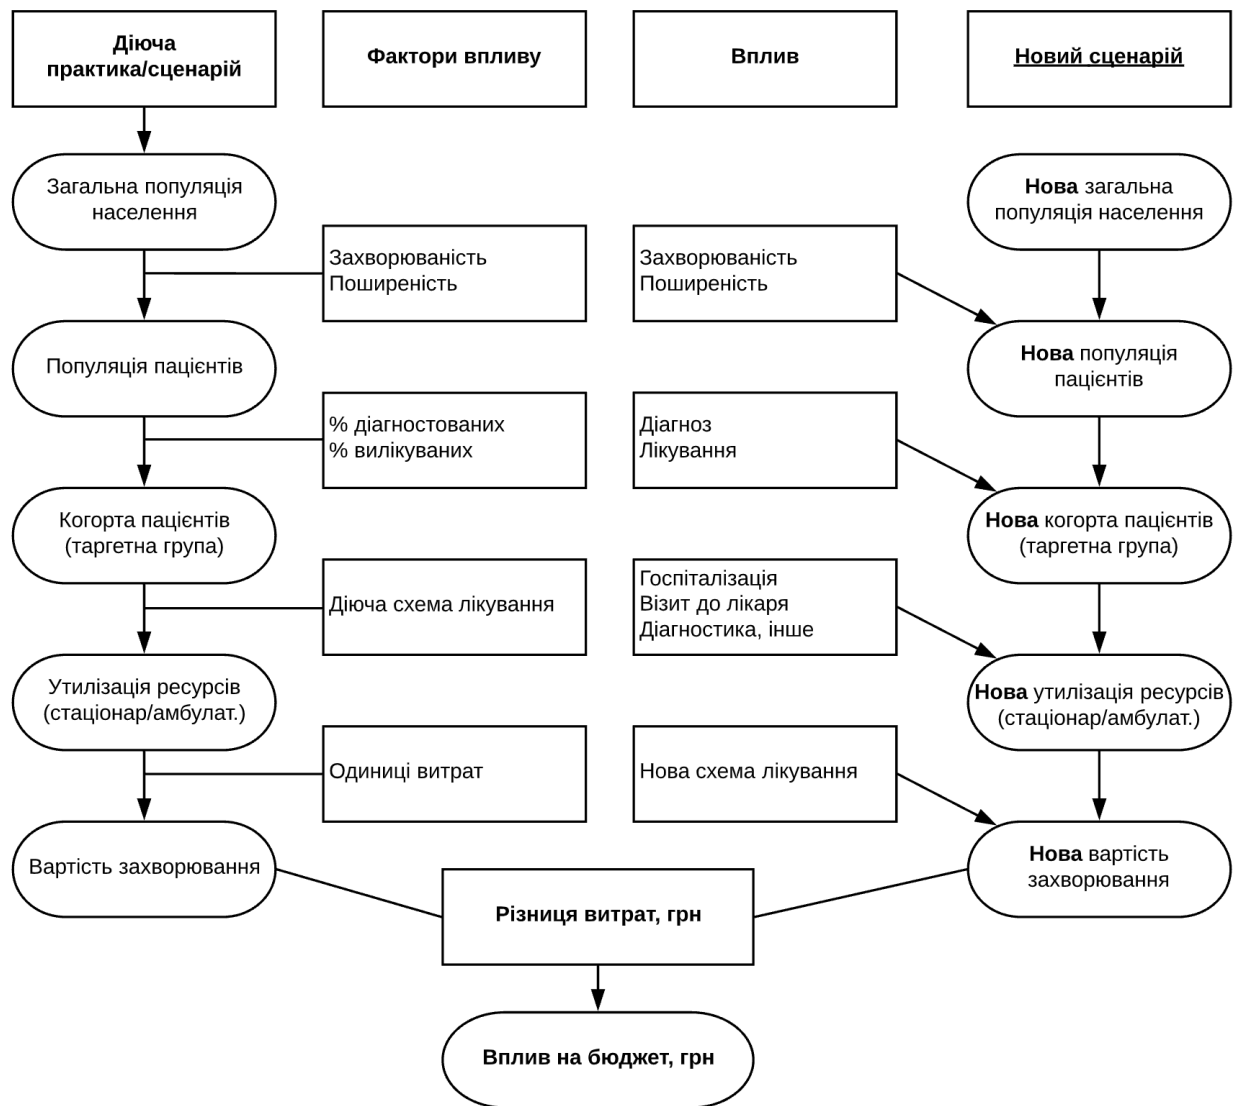 Діюча
практика/сценарій
Фактори впливу
Вплив
Новий сценарій
Загальна популяція
населення
Нова загальна
популяція населення
Захворюваність
Поширеність
Захворюваність
Поширеність
Популяція пацієнтів
Нова популяція
пацієнтів
% діагностованих
% вилікуваних
Діагноз
Лікування
Когорта пацієнтів
(таргетна група)
Нова когорта пацієнтів
(таргетна група)
Діюча схема лікування
Госпіталізація
Візит до лікаря
Діагностика, інше
Утилізація ресурсів
(стаціонар/амбулат.)
Нова утилізація ресурсів
(стаціонар/амбулат.)
Одиниці витрат
Нова схема лікування
Вартість захворювання
Нова вартість
захворювання
Різниця витрат, грн
Вплив на бюджет, грн